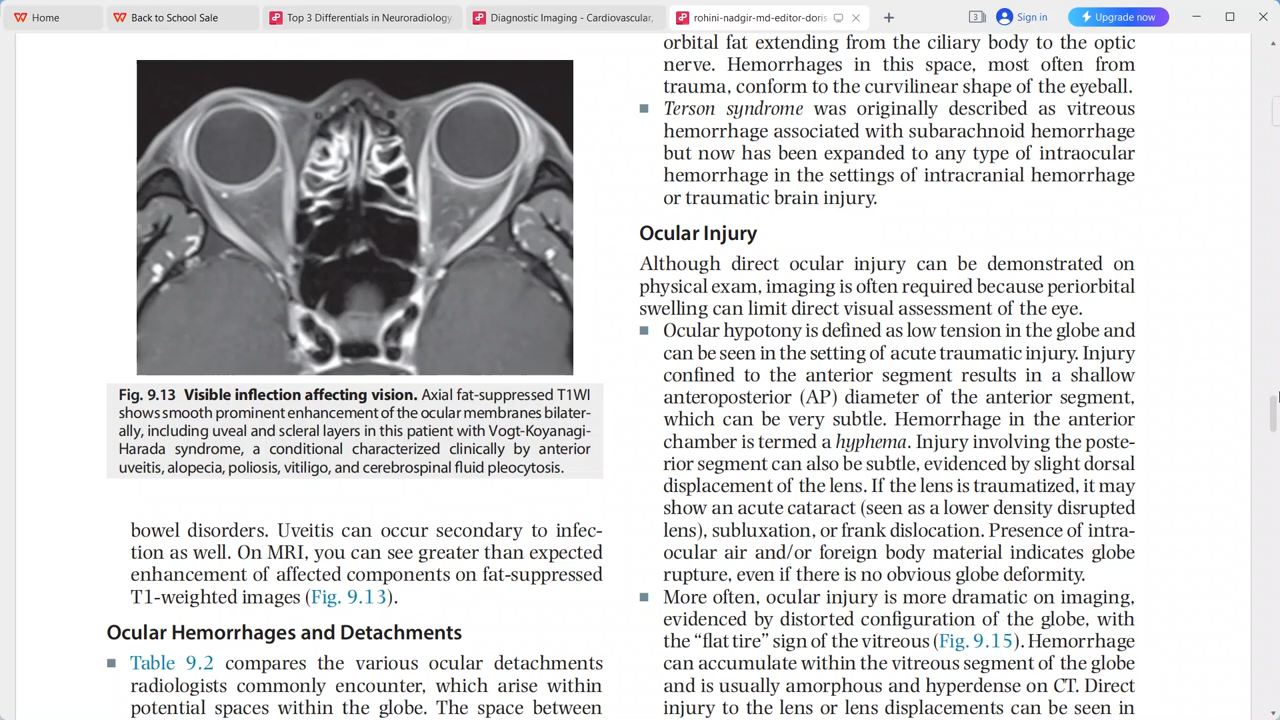 Home
Back to School Sale
Top 3 Differentials in Neuroradiology
Diagnostic Imaging - Cardiovascular,
rohini-nadgir-md-editor-doris
3
Sign in
Upgrade now
Fig. 9.13 Visible inflection affecting vision. Axial fat-suppressed T1WI
shows smooth prominent enhancement of the ocular membranes bilater-
ally, including uveal and scleral layers in this patient with Vogt-Koyanagi-
Harada syndrome, a conditional characterized clinically by anterior
uveitis, alopecia, poliosis, vitiligo, and cerebrospinal fluid pleocytosis.
bowel disorders. Uveitis can occur secondary to infec-
tion as well. On MRI, you can see greater than expected
enhancement of affected components on fat-suppressed
T1-weighted images (Fig. 9.13).
Ocular Hemorrhages and Detachments
■ Table 9.2 compares the various ocular detachments
radiologists commonly encounter, which arise within
potential spaces within the globe. The space between
orbital fat extending from the ciliary body to the optic
nerve. Hemorrhages in this space, most often from
trauma, conform to the curvilinear shape of the eyeball.
■ Terson syndrome was originally described as vitreous
hemorrhage associated with subarachnoid hemorrhage
but now has been expanded to any type of intraocular
hemorrhage in the settings of intracranial hemorrhage
or traumatic brain injury.
Ocular Injury
Although direct ocular injury can be demonstrated on
physical exam, imaging is often required because periorbital
swelling can limit direct visual assessment of the eye.
■ Ocular hypotony is defined as low tension in the globe and
can be seen in the setting of acute traumatic injury. Injury
confined to the anterior segment results in a shallow
anteroposterior (AP) diameter of the anterior segment,
which can be very subtle. Hemorrhage in the anterior
chamber is termed a hyphema. Injury involving the poste-
rior segment can also be subtle, evidenced by slight dorsal
displacement of the lens. If the lens is traumatized, it may
show an acute cataract (seen as a lower density disrupted
lens), subluxation, or frank dislocation. Presence of intra-
ocular air and/or foreign body material indicates globe
rupture, even if there is no obvious globe deformity.
■ More often, ocular injury is more dramatic on imaging,
evidenced by distorted configuration of the globe, with
the “flat tire” sign of the vitreous (Fig. 9.15). Hemorrhage
can accumulate within the vitreous segment of the globe
and is usually amorphous and hyperdense on CT. Direct
injury to the lens or lens displacements can be seen in